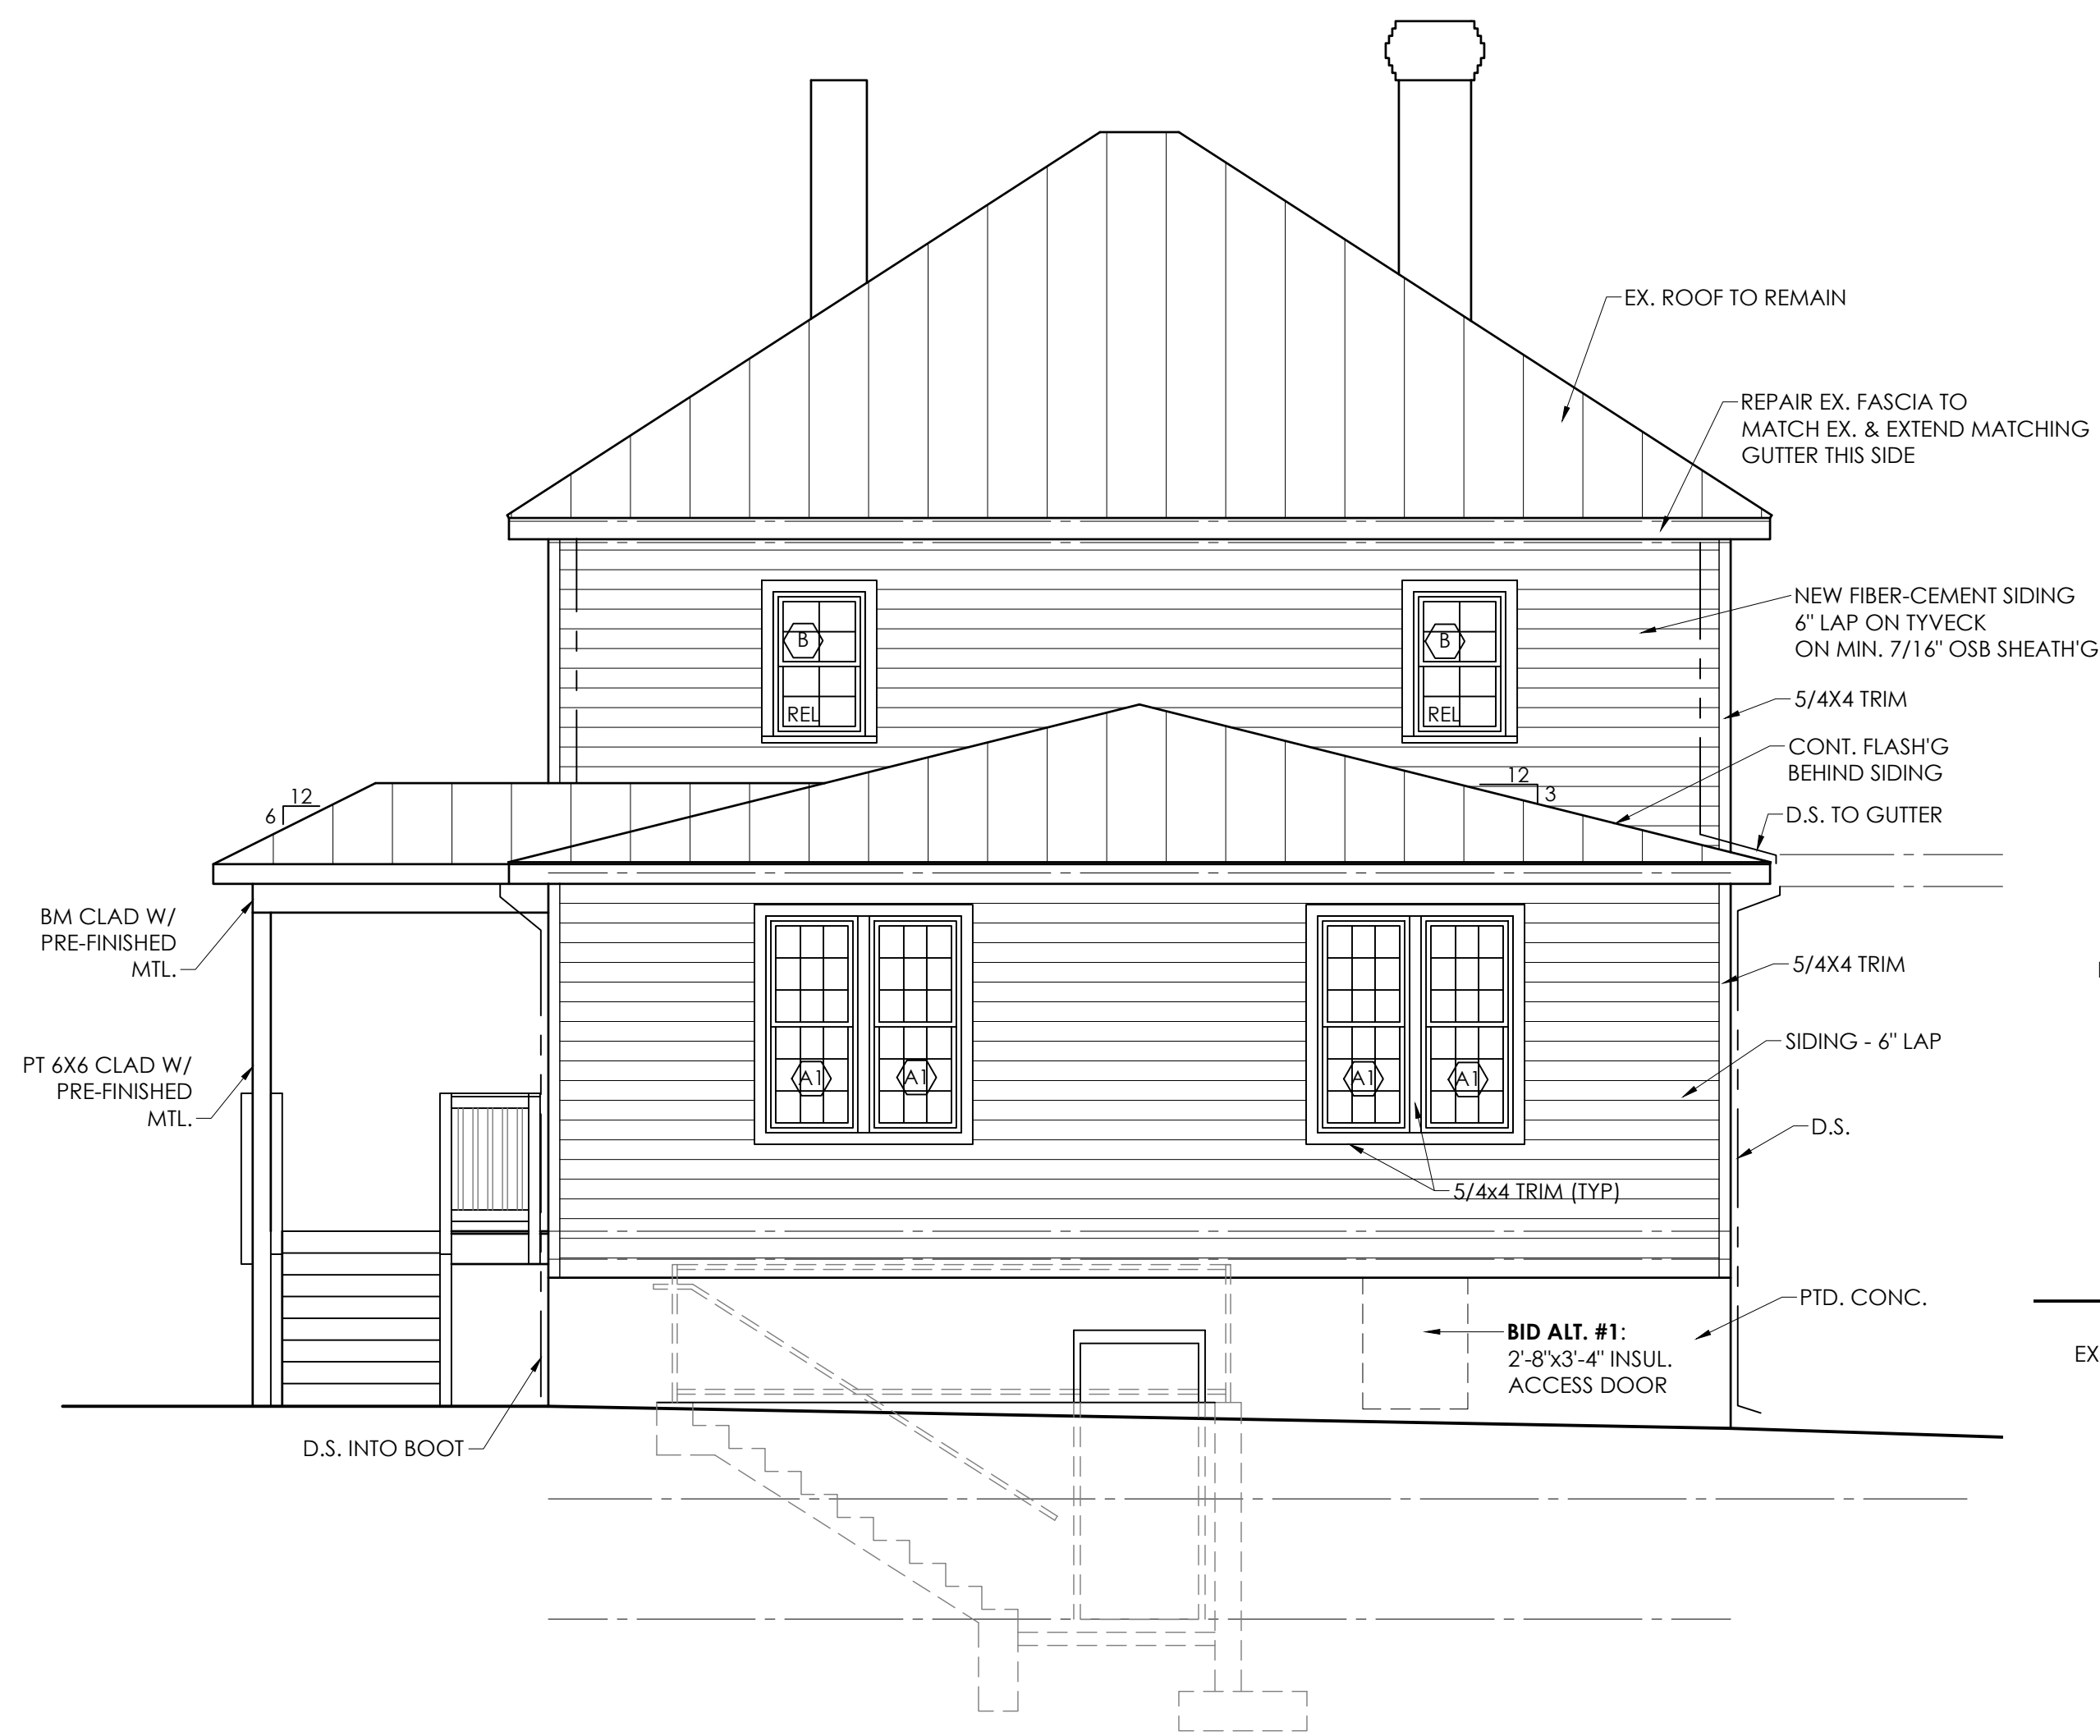 EX. ROOF TO REMAIN
REPAIR EX. FASCIA TO
MATCH EX. & EXTEND MATCHING
GUTTER THIS SIDE
B
B
NEW FIBER-CEMENT SIDING
6" LAP ON TYVECK
ON MIN. 7/16" OSB SHEATH'G
REL
REL
5/4X4 TRIM
CONT. FLASH'G
BEHIND SIDING
12
6
12
3
D.S. TO GUTTER
BM CLAD W/
PRE-FINISHED
MTL.
5/4X4 TRIM
SIDING - 6" LAP
PT 6X6 CLAD W/
PRE-FINISHED
MTL.
A1
A1
A1
A1
D.S.
5/4x4 TRIM (TYP)
PTD. CONC.
BID ALT. #1:
2'-8"x3'-4" INSUL.
ACCESS DOOR
EX
D.S. INTO BOOT